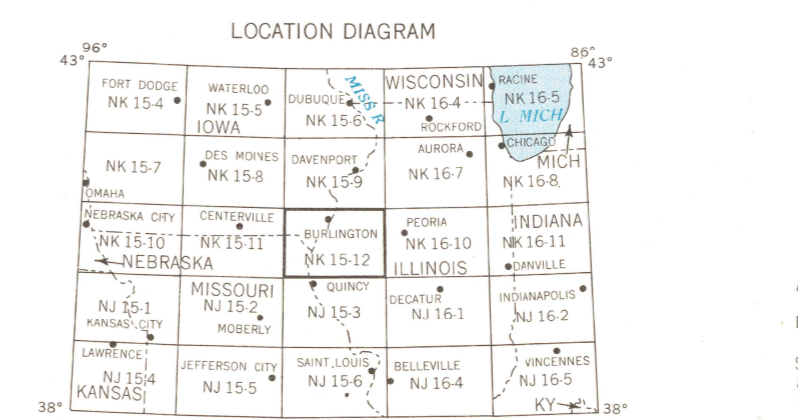 LOCATION DIAGRAM
96° 86°
43° 43°
FORT DODGE WATERLOO DUBUQUE MISS R WISCONSIN RACINE
NK 15-4 NK 15-5 NK 15-6 NK 16-4 NK 16-5
IOWA ROCKFORD L MICH
DES MOINES DAVENPORT AURORA CHICAGO
NK 15-7 NK 15-8 NK 15-9 NK 16-7 NK 16-8 MICH
OMAHA
NEBRASKA CITY CENTERVILLE BURLINGTON PEORIA INDIANA
NK 15-10 NK 15-11 NK 15-12 NK 16-10 NK 16-11
NEBRASKA ILLINOIS DANVILLE
MISSOURI QUINCY DECATUR INDIANAPOLIS
NJ 15-1 NJ 15-2 NJ 15-3 NJ 16-1 NJ 16-2
KANSAS CITY MOBERLY
LAWRENCE JEFFERSON CITY SAINT LOUIS BELLEVILLE VINCENNES
NJ 15-4 NJ 15-5 NJ 15-6 NJ 16-4 NJ 16-5
KANSAS KY
38° 38°